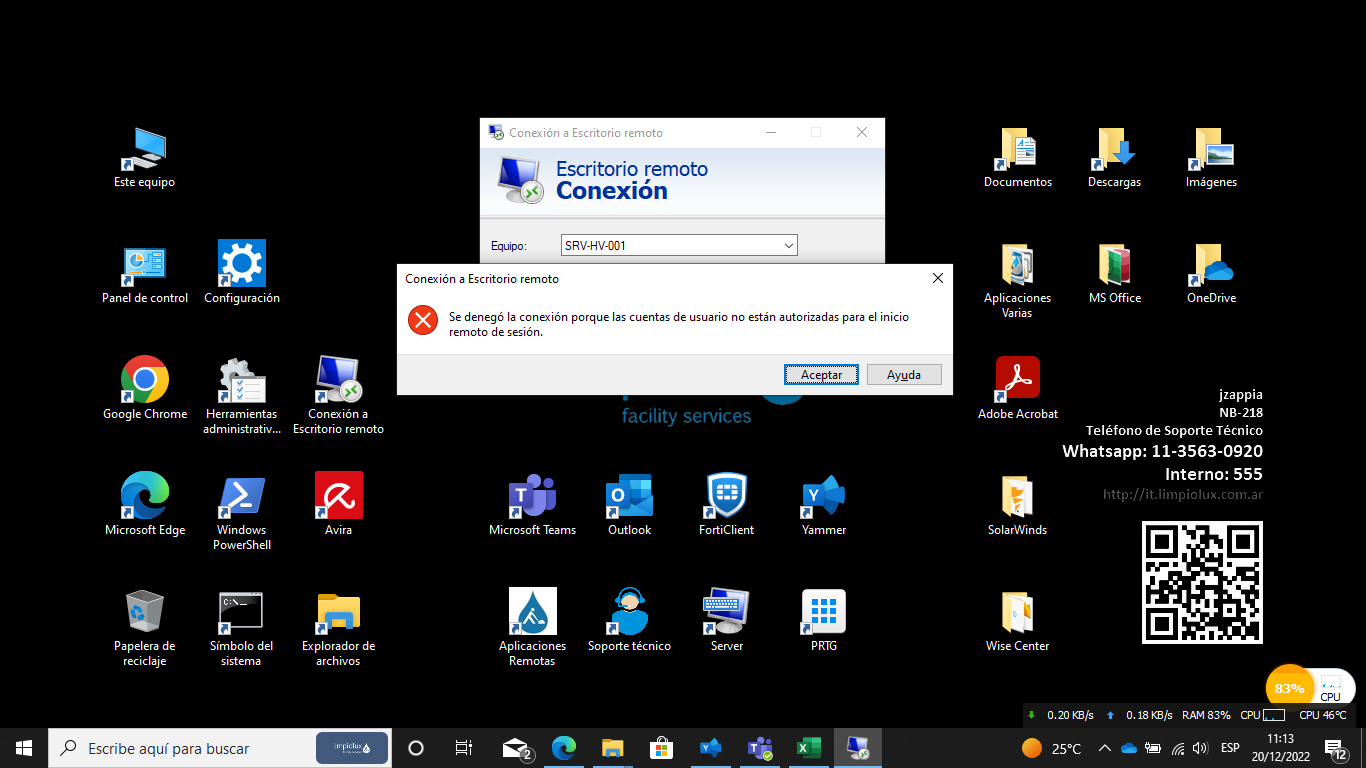 Conexión a Escritorio remoto
Escritorio remoto
Conexión
Equipo:
SRV-HV-001
Conexión a Escritorio remoto
Se denegó la conexión porque las cuentas de usuario no están autorizadas para el inicio
remoto de sesión.
Aceptar
Ayuda
facility services
Este equipo
Panel de control
Configuración
Google Chrome
Herramientas
administrativ...
Conexión a
Escritorio remoto
Microsoft Edge
Windows
PowerShell
Avira
Papelera de
reciclaje
Símbolo del
sistema
Explorador de
archivos
Microsoft Teams
Outlook
FortiClient
Yammer
Aplicaciones
Remotas
Soporte técnico
Server
PRTG
Documentos
Descargas
Imágenes
Aplicaciones
Varias
MS Office
OneDrive
Adobe Acrobat
SolarWinds
Wise Center
jzappia
NB-218
Teléfono de Soporte Técnico
Whatsapp: 11-3563-0920
Interno: 555
http://it.limpiolux.com.ar
83%
CPU
0.20 KB/s
0.18 KB/s
RAM 83%
CPU
CPU 46ºC
Escribe aquí para buscar
2
25°C
ESP
11:13
20/12/2022
12